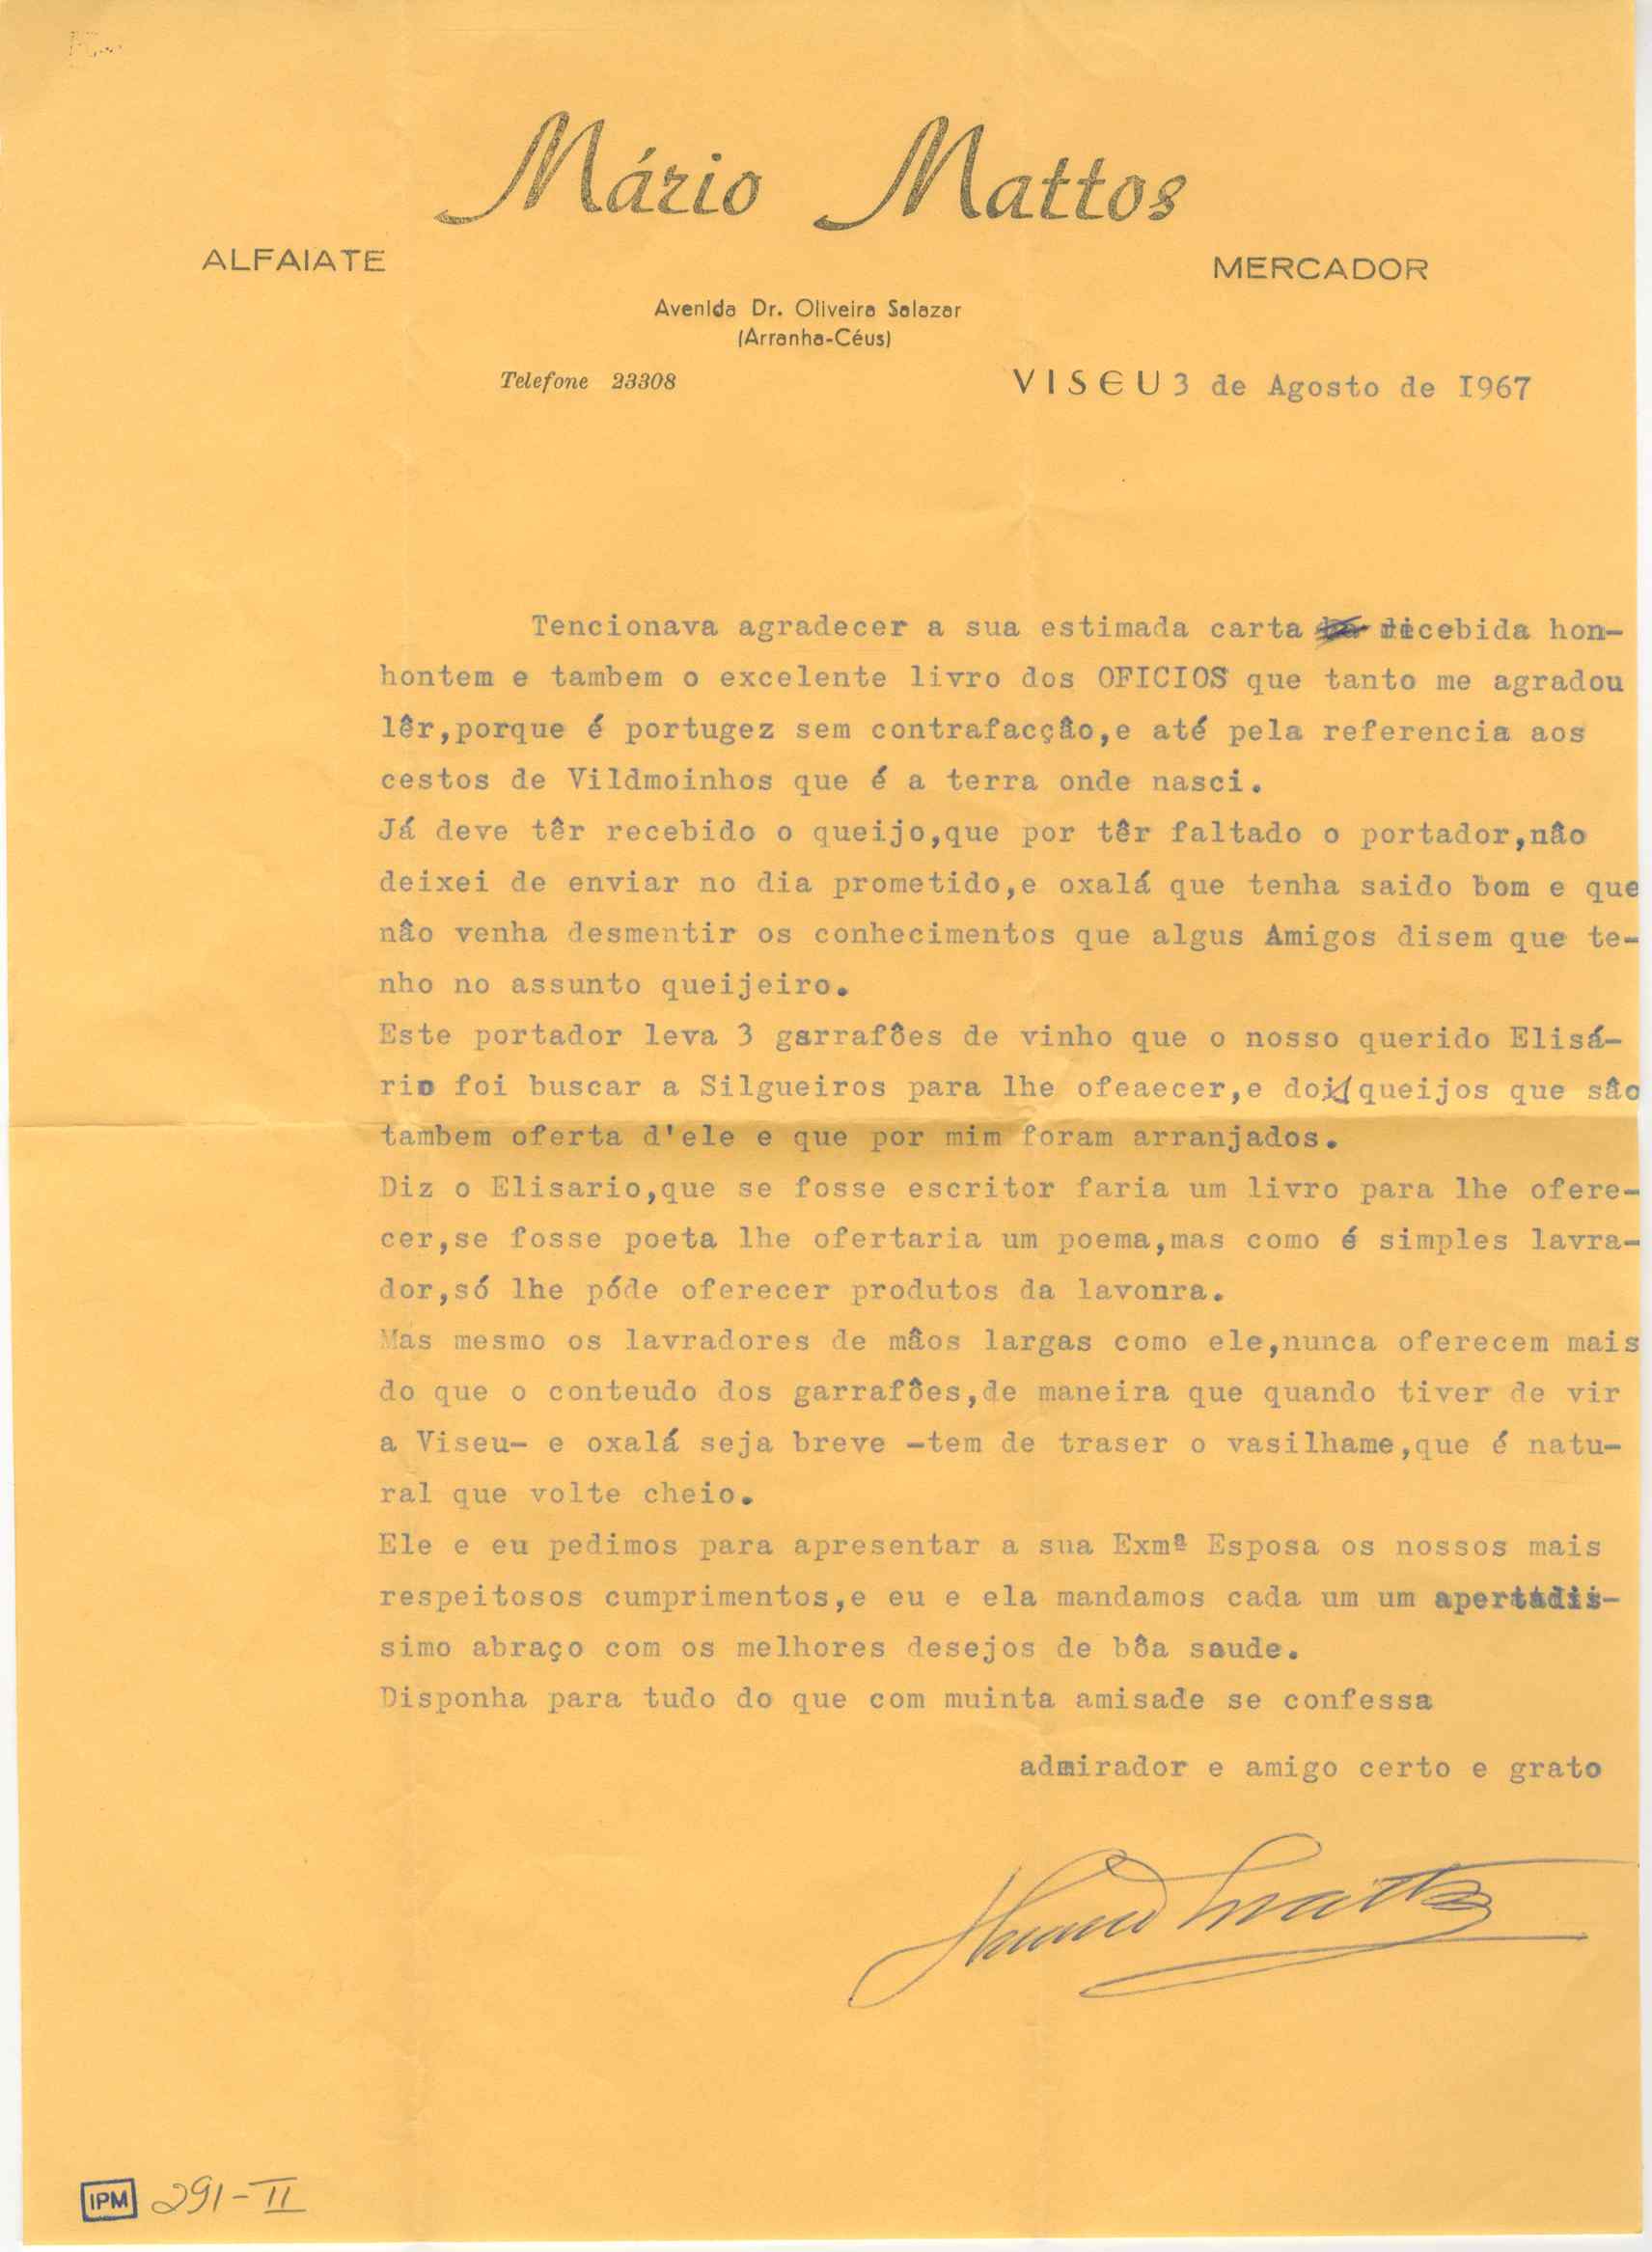 Mário Mattos
ALFAIATE
MERCADOR
Avenida Dr. Oliveira Salazar
(Arranha-Céus)
Telefone 23308
VISEU 3 de Agosto de I967
Tencionava agradecer a sua estimada carta recebida hon-
hontem e tambem o excelente livro dos OFICIOS que tanto me agradou
lêr,porque é portugez sem contrafacção,e até pela referencia aos
cestos de Vildmoinhos que é a terra onde nasci.
Já deve têr recebido o queijo,que por têr faltado o portador,não
deixei de enviar no dia prometido,e oxalá que tenha saido bom e que
não venha desmentir os conhecimentos que algus Amigos disem que te-
nho no assunto queijeiro.
Este portador leva 3 garrafões de vinho que o nosso querido Elisá-
rio foi buscar a Silgueiros para lhe ofeaecer,e dois queijos que são
tambem oferta d'ele e que por mim foram arranjados.
Diz o Elisario,que se fosse escritor faria um livro para lhe ofere-
cer,se fosse poeta lhe ofertaria um poema,mas como é simples lavra-
dor,só lhe póde oferecer produtos da lavonra.
Mas mesmo os lavradores de mãos largas como ele,nunca oferecem mais
do que o conteudo dos garrafões,de maneira que quando tiver de vir
a Viseu- e oxalá seja breve -tem de traser o vasilhame,que é natu-
ral que volte cheio.
Ele e eu pedimos para apresentar a sua Exmª Esposa os nossos mais
respeitosos cumprimentos,e eu e ela mandamos cada um um apertadis-
simo abraço com os melhores desejos de bôa saude.
Disponha para tudo do que com muinta amisade se confessa
admirador e amigo certo e grato
Mario Mattos
IPM 291-II